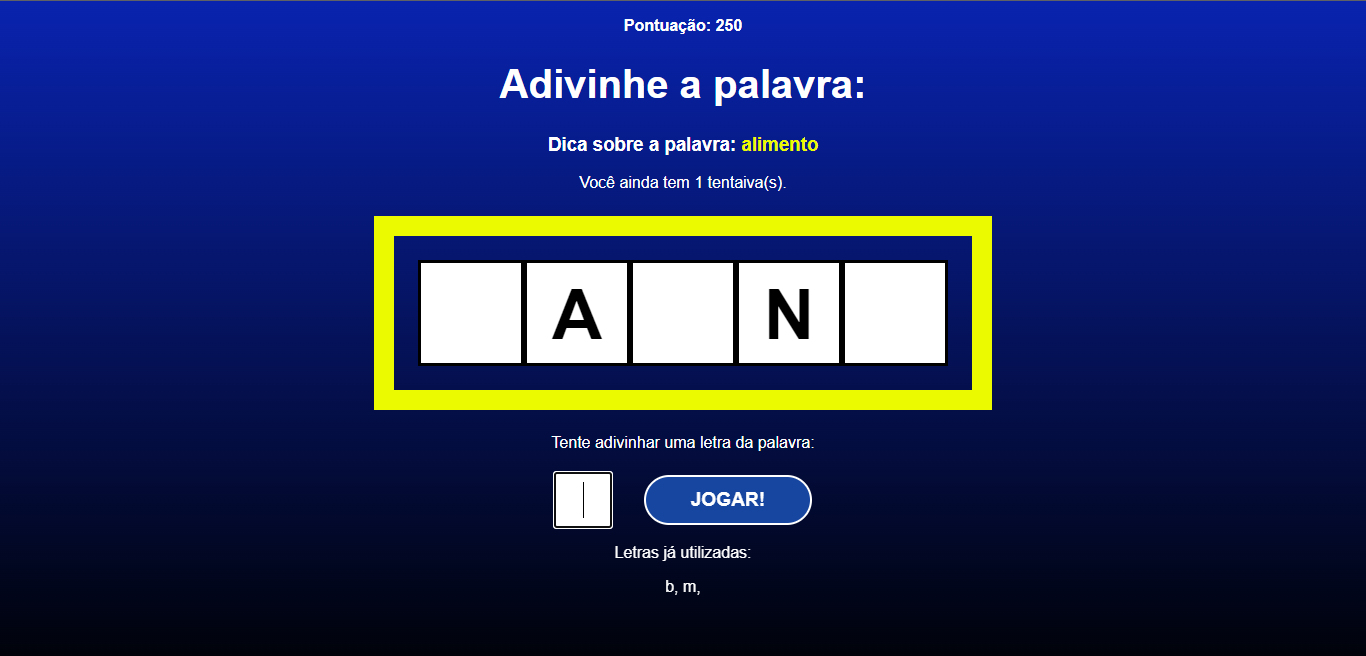 Pontuação: 250
Adivinhe a palavra:
Dica sobre a palavra: alimento
Você ainda tem 1 tentaiva(s).
A N
Tente adivinhar uma letra da palavra:
JOGAR!
Letras já utilizadas:
b, m,